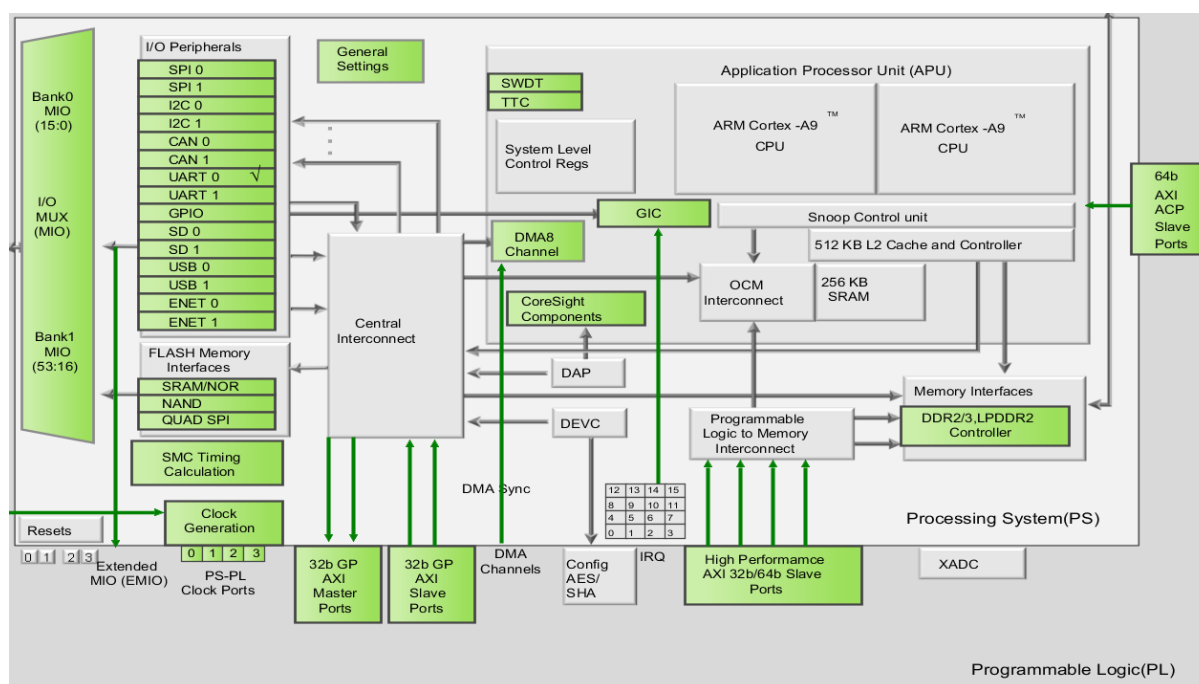 I/O Peripherals
SPI 0
SPI 1
I2C 0
I2C 1
CAN 0
CAN 1
UART 0 √
UART 1
GPIO
SD 0
SD 1
USB 0
USB 1
ENET 0
ENET 1
Bank0
MIO
(15:0)
I/O
MUX
(MIO)
Bank1
MIO
(53:16)
FLASH Memory
Interfaces
SRAM/NOR
NAND
QUAD SPI
SMC Timing
Calculation
General
Settings
Application Processor Unit (APU)
SWDT
TTC
System Level
Control Regs
ARM Cortex -A9 ™
CPU
ARM Cortex -A9 ™
CPU
GIC
Snoop Control unit
512 KB L2 Cache and Controller
DMA8
Channel
OCM
Interconnect
256 KB
SRAM
CoreSight
Components
Central
Interconnect
DAP
DEVC
Programmable
Logic to Memory
Interconnect
Memory Interfaces
DDR2/3,LPDDR2
Controller
64b
AXI
ACP
Slave
Ports
DMA Sync
12 13 14 15
8 9 10 11
4 5 6 7
0 1 2 3
Processing System(PS)
Resets
0 1 2 3
Clock
Generation
0 1 2 3
Extended
MIO (EMIO)
PS-PL
Clock Ports
32b GP
AXI
Master
Ports
32b GP
AXI
Slave
Ports
DMA
Channels
Config
AES/
SHA
IRQ
High Performamce
AXI 32b/64b Slave
Ports
XADC
Programmable Logic(PL)